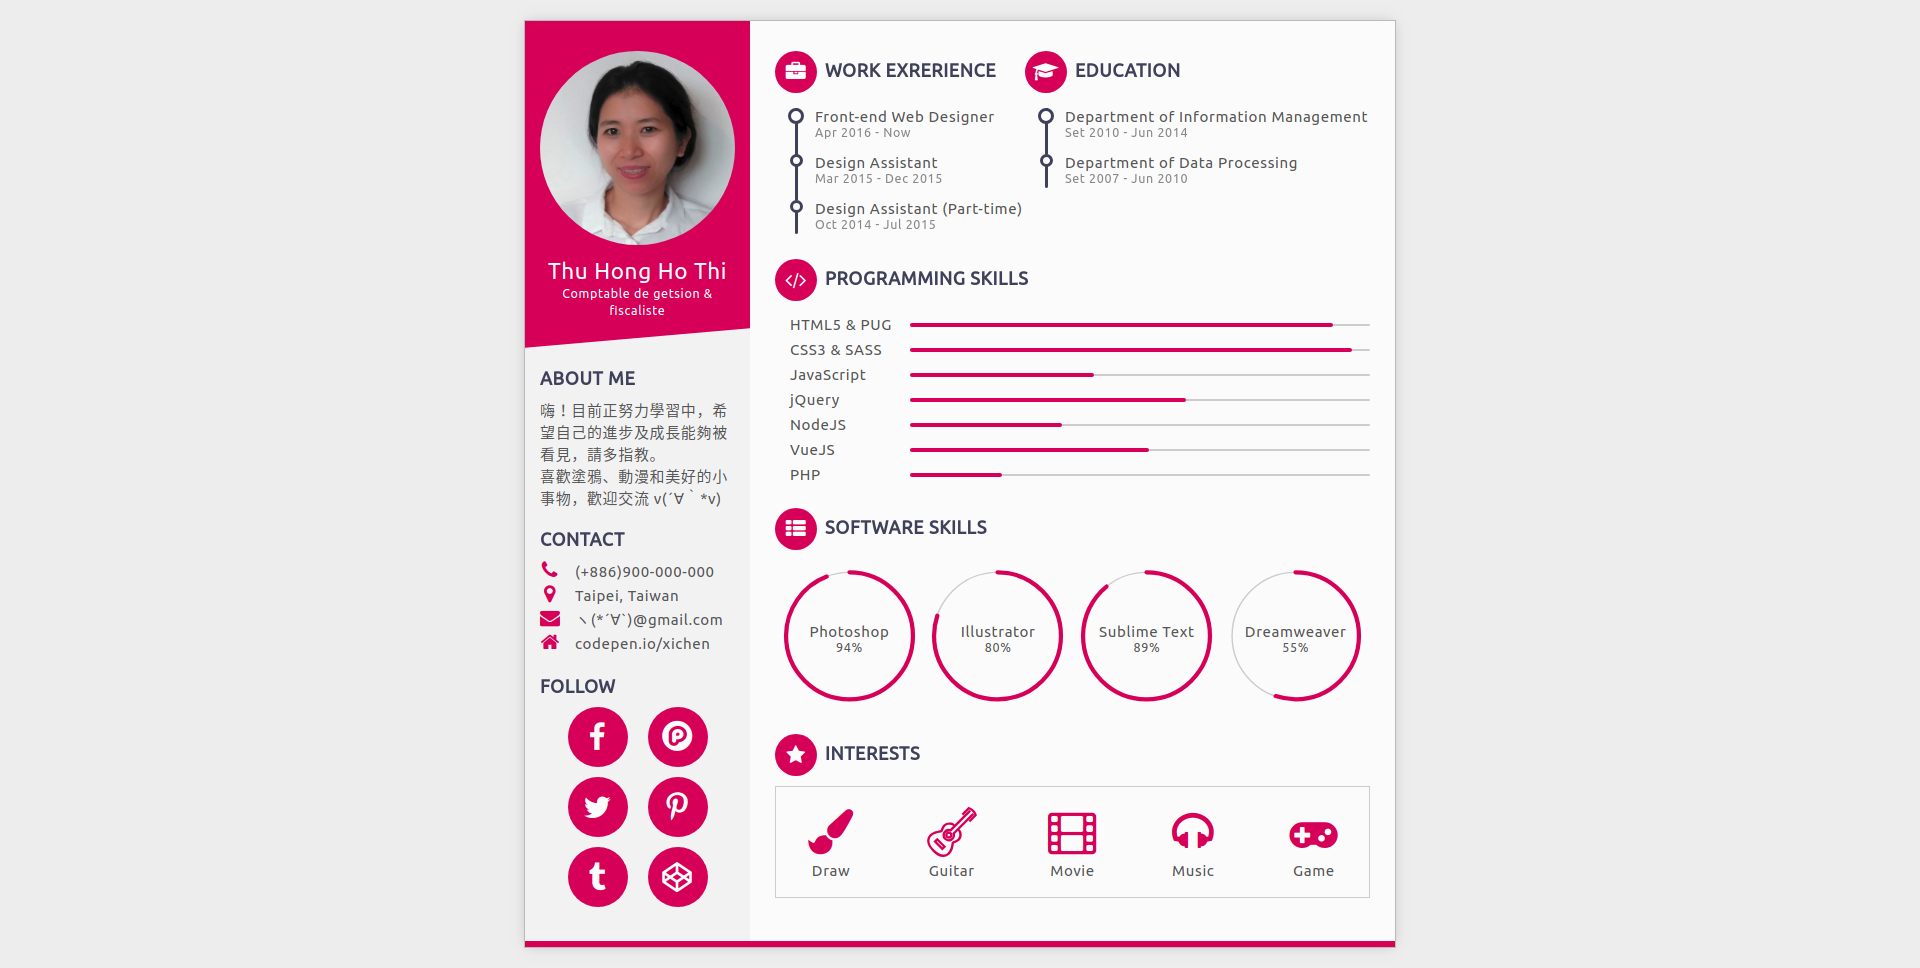 Thu Hong Ho Thi
Comptable de getsion &
fiscaliste
ABOUT ME
嗨！目前正努力學習中，希
望自己的進步及成長能夠被
看見，請多指教。
喜歡塗鴉、動漫和美好的小
事物，歡迎交流 v(´∀｀*v)
CONTACT
(+886)900-000-000
Taipei, Taiwan
ヽ(*´∀`)@gmail.com
codepen.io/xichen
FOLLOW
WORK EXRERIENCE
Front-end Web Designer
Apr 2016 - Now
Design Assistant
Mar 2015 - Dec 2015
Design Assistant (Part-time)
Oct 2014 - Jul 2015
EDUCATION
Department of Information Management
Set 2010 - Jun 2014
Department of Data Processing
Set 2007 - Jun 2010
PROGRAMMING SKILLS
HTML5 & PUG
CSS3 & SASS
JavaScript
jQuery
NodeJS
VueJS
PHP
SOFTWARE SKILLS
Photoshop
94%
Illustrator
80%
Sublime Text
89%
Dreamweaver
55%
INTERESTS
Draw
Guitar
Movie
Music
Game